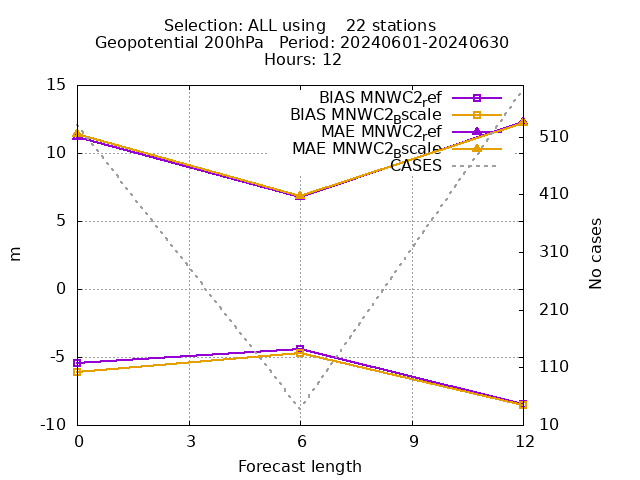 Selection: ALL using    22 stations
Geopotential 200hPa   Period: 20240601-20240630
Hours: 12
BIAS MNWC2_ref
BIAS MNWC2_Bscale
MAE MNWC2_ref
MAE MNWC2_Bscale
CASES
15
10
5
0
-5
-10
m
510
410
310
210
110
10
No cases
0 3 6 9 12
Forecast length